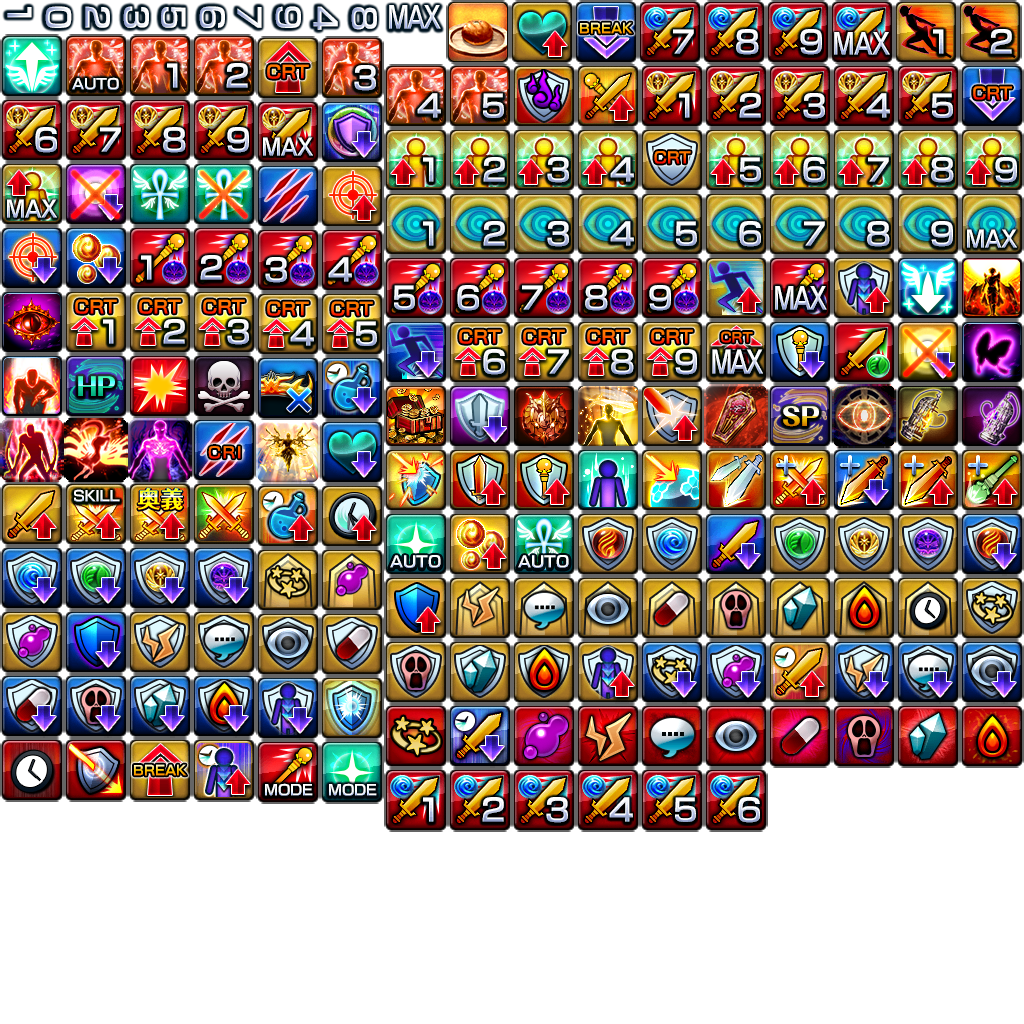 1 0 2 3 5 6 7 9 4 8 MAX BREAK 7 8 9 MAX 1 2
AUTO 1 2 CRT 3
4 5 1 2 3 4 5 CRT
6 7 8 9 MAX
1 2 3 4 CRT 5 6 7 8 9
MAX
1 2 3 4 5 6 7 8 9 MAX
1 2 3 4
5 6 7 8 9 MAX
CRT 1 CRT 2 CRT 3 CRT 4 CRT 5
CRT 6 CRT 7 CRT 8 CRT 9 CRT MAX
HP
SP
CRI
SKILL 奥義
AUTO AUTO
BREAK MODE MODE
1 2 3 4 5 6